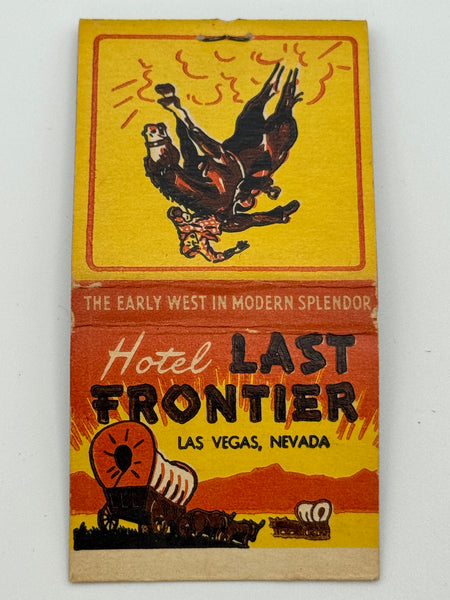 THE EARLY WEST IN MODERN SPLENDOR
Hotel LAST
FRONTIER
LAS VEGAS, NEVADA